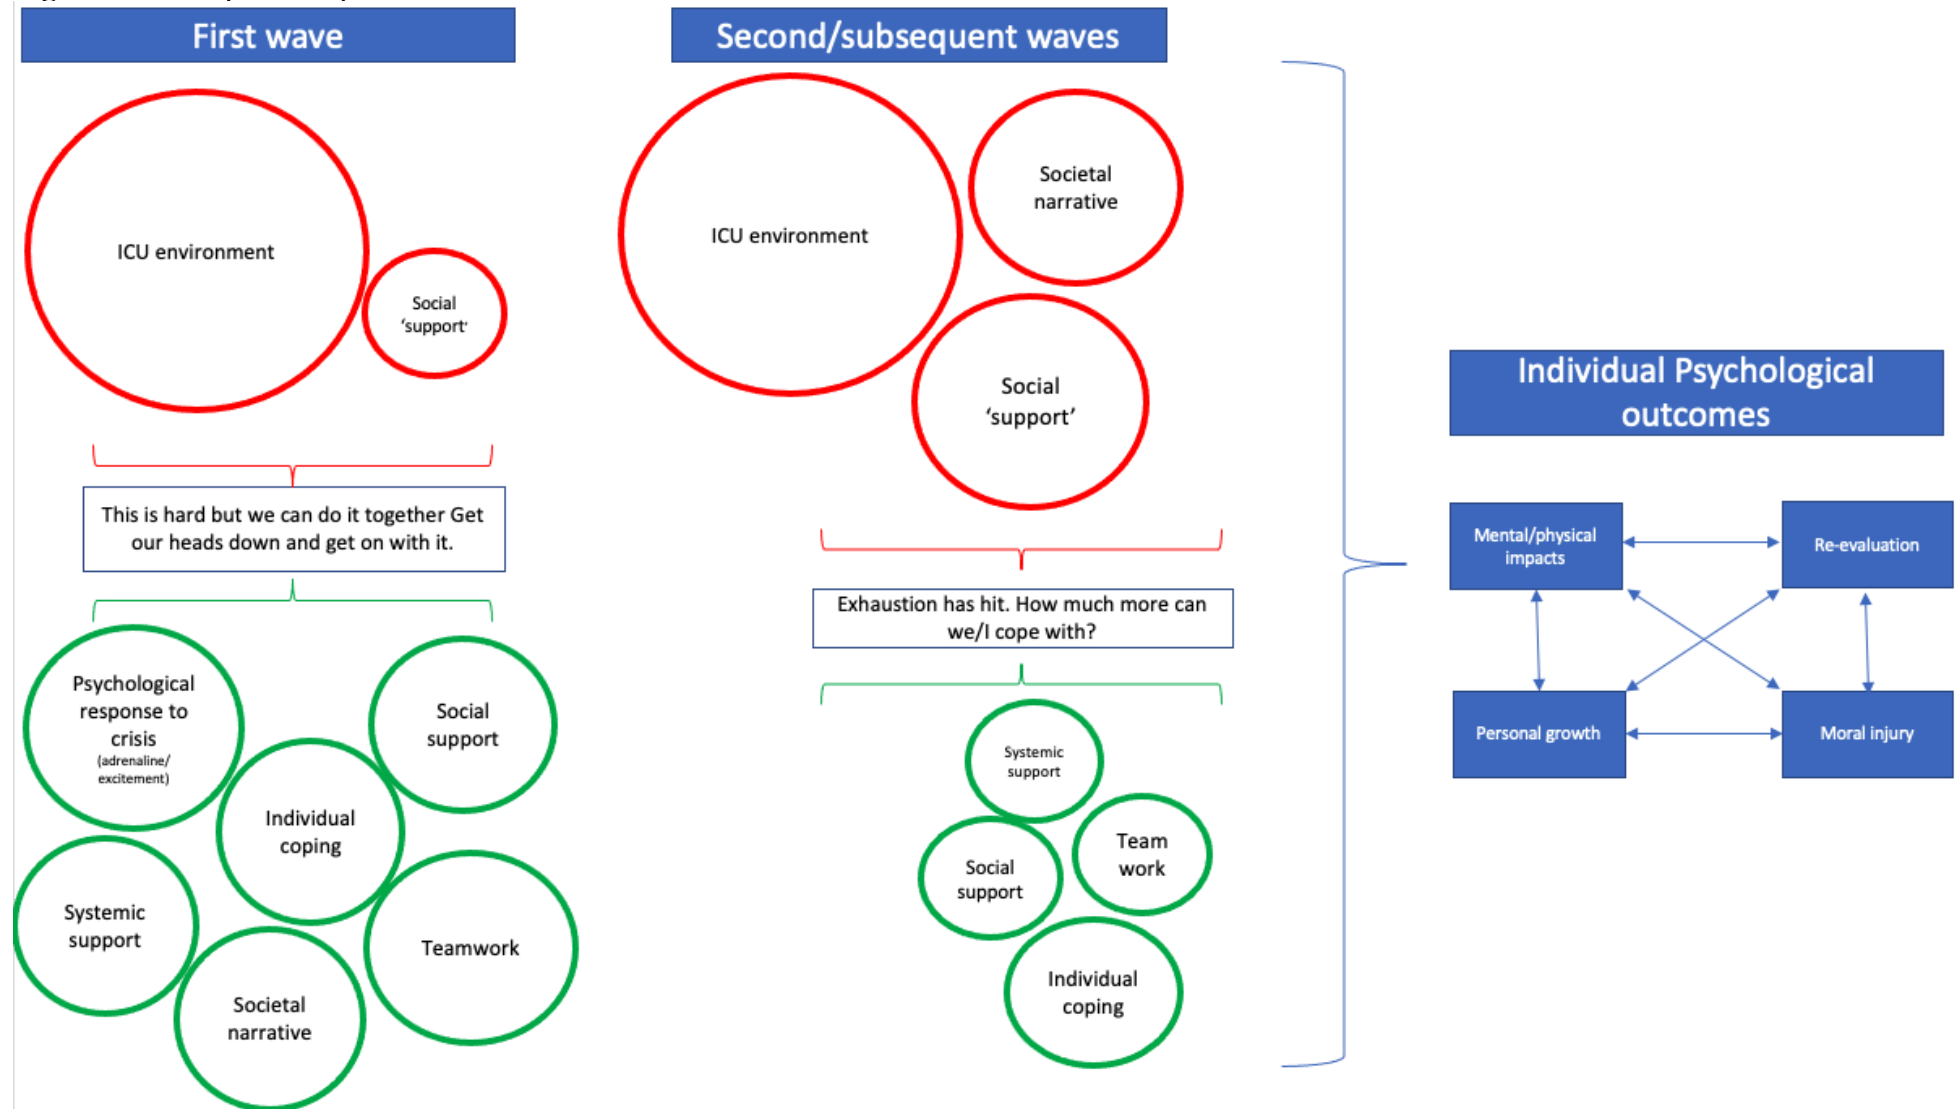 First wave
Second/subsequent waves
ICU environment
Social
‘support’
ICU environment
Societal
narrative
Social
‘support’
This is hard but we can do it together Get
our heads down and get on with it.
Exhaustion has hit. How much more can
we/I cope with?
Psychological
response to
crisis
(adrenaline/
excitement)
Social
support
Individual
coping
Systemic
support
Teamwork
Societal
narrative
Systemic
support
Team
work
Social
support
Individual
coping
Individual Psychological
outcomes
Mental/physical
impacts
Re-evaluation
Personal growth
Moral injury